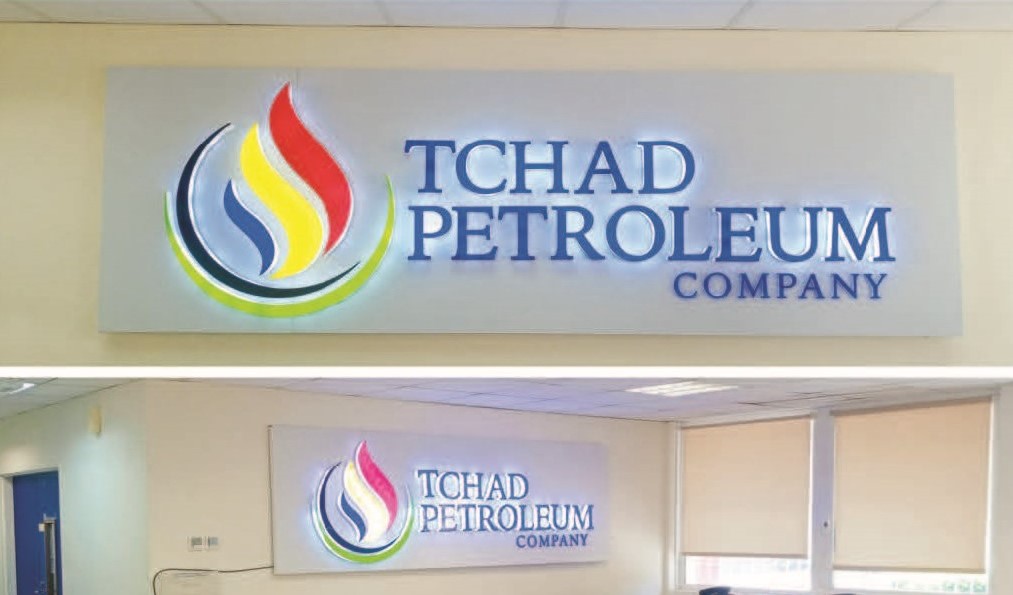 TCHAD
PETROLEUM
COMPANY
TCHAD
PETROLEUM
COMPANY